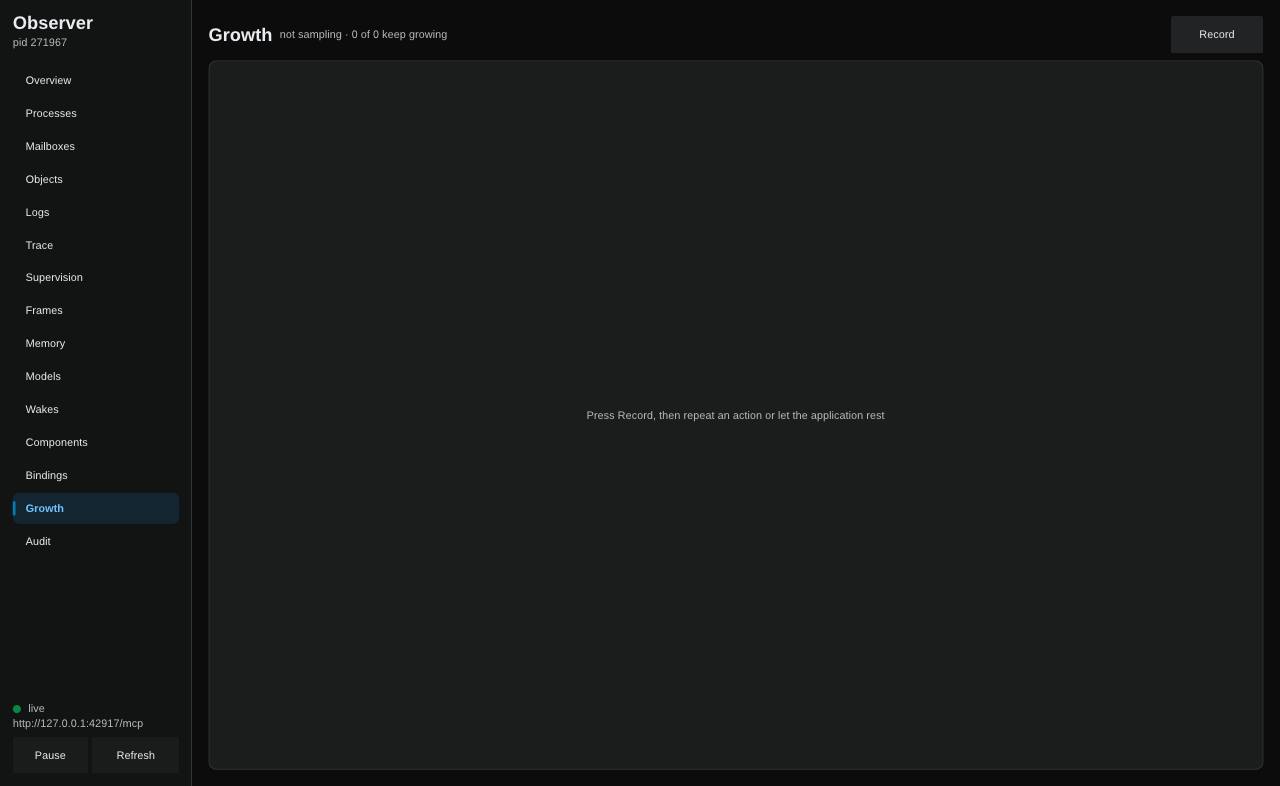 Observer
pid 271967
Overview
Processes
Mailboxes
Objects
Logs
Trace
Supervision
Frames
Memory
Models
Wakes
Components
Bindings
Growth
Audit
live
http://127.0.0.1:42917/mcp
Pause Refresh
Growth not sampling · 0 of 0 keep growing
Record
Press Record, then repeat an action or let the application rest